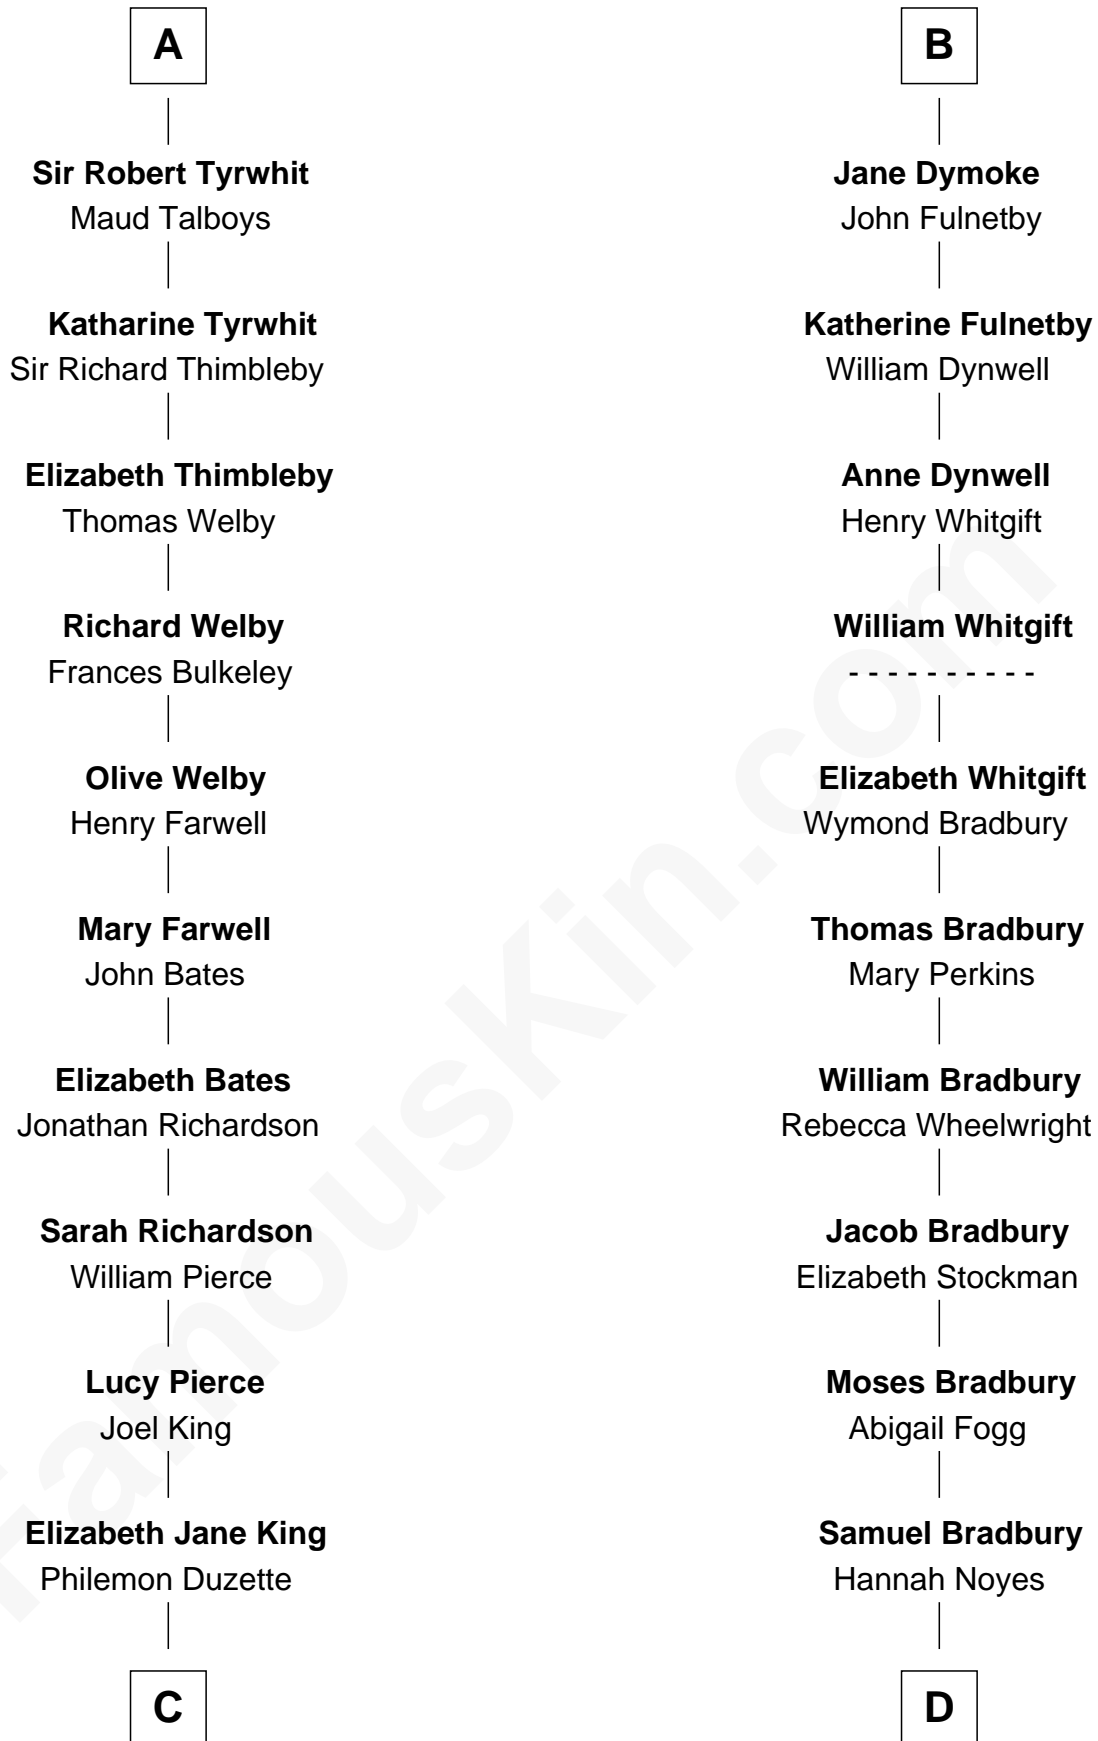 A
Sir Robert Tyrwhit
Maud Talboys
Katharine Tyrwhit
Sir Richard Thimbleby
Elizabeth Thimbleby
Thomas Welby
Richard Welby
Frances Bulkeley
Olive Welby
Henry Farwell
Mary Farwell
John Bates
Elizabeth Bates
Jonathan Richardson
Sarah Richardson
William Pierce
Lucy Pierce
Joel King
Elizabeth Jane King
Philemon Duzette
C
B
Jane Dymoke
John Fulnetby
Katherine Fulnetby
William Dynwell
Anne Dynwell
Henry Whitgift
William Whitgift
- - - - - - - - - -
Elizabeth Whitgift
Wymond Bradbury
Thomas Bradbury
Mary Perkins
William Bradbury
Rebecca Wheelwright
Jacob Bradbury
Elizabeth Stockman
Moses Bradbury
Abigail Fogg
Samuel Bradbury
Hannah Noyes
D
FamousKin.com